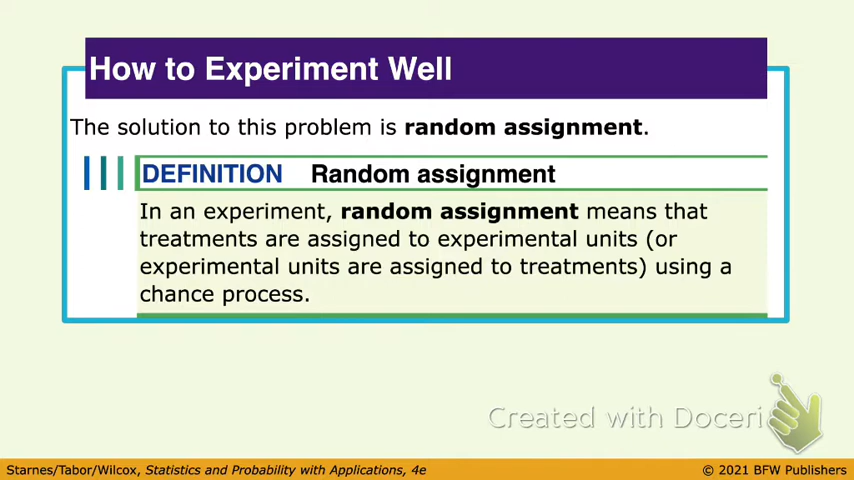 How to Experiment Well
The solution to this problem is random assignment.
DEFINITION Random assignment
In an experiment, random assignment means that
treatments are assigned to experimental units (or
experimental units are assigned to treatments) using a
chance process.
Created with Doceri
Starnes/Tabor/Wilcox, Statistics and Probability with Applications, 4e
© 2021 BFW Publishers